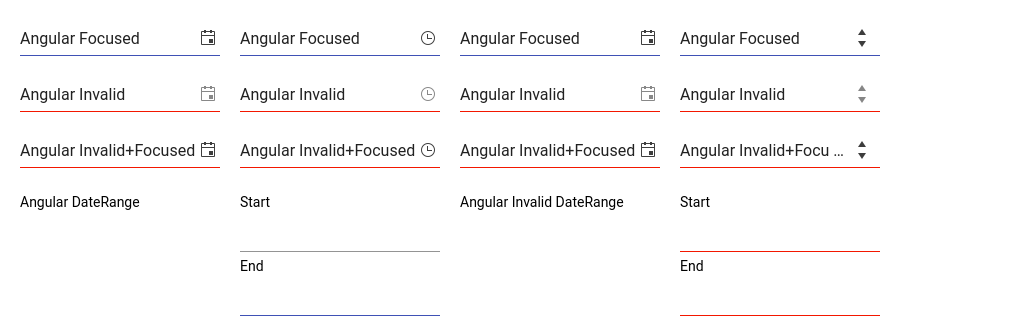 Angular Focused Angular Focused Angular Focused Angular Focused
Angular Invalid Angular Invalid Angular Invalid Angular Invalid
Angular Invalid+Focused Angular Invalid+Focused Angular Invalid+Focused Angular Invalid+Focu ...
Angular DateRange Start Angular Invalid DateRange Start
End End